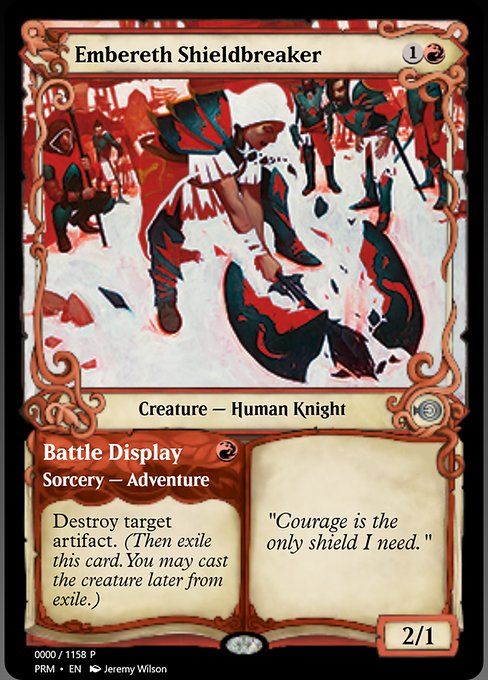 Embereth Shieldbreaker 1
Creature — Human Knight
Battle Display
Sorcery — Adventure
Destroy target
artifact. (Then exile
this card. You may cast
the creature later from
exile.)
"Courage is the
only shield I need."
2/1
0000 / 1158 P
PRM • EN Jeremy Wilson